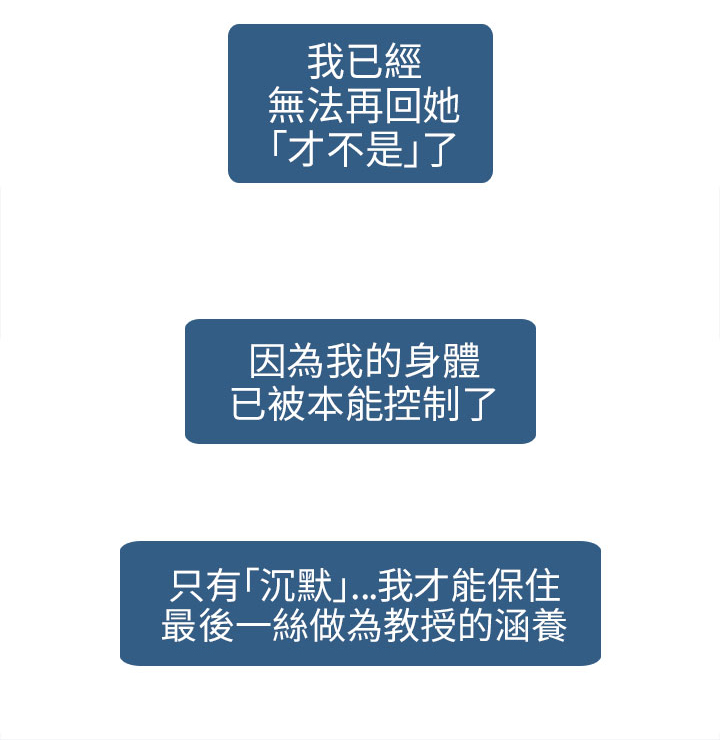 我已經
無法再回她
「才不是」了
因為我的身體
已被本能控制了
只有「沉默」...我才能保住
最後一絲做為教授的涵養